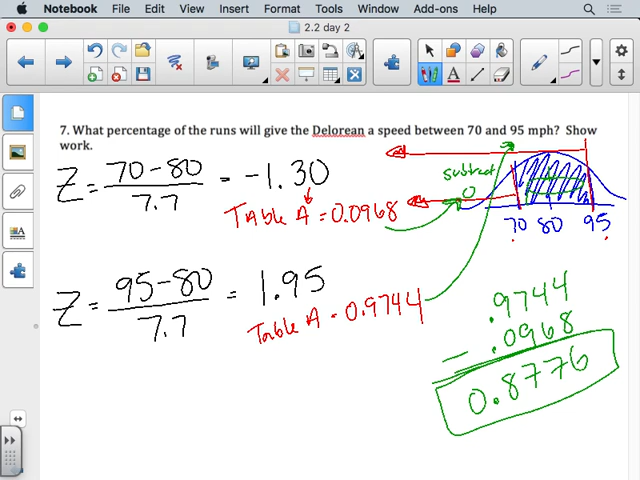 Notebook File Edit View Insert Format Tools Window Add-ons Help
2.2 day 2
7. What percentage of the runs will give the Delorean a speed between 70 and 95 mph? Show
work.
Z = 70-80 / 7.7 = -1.30
Table A = 0.0968
subtract
70 80 95
Z = 95-80 / 7.7 = 1.95
Table A - 0.9744
.9744
- .0968
0.8776